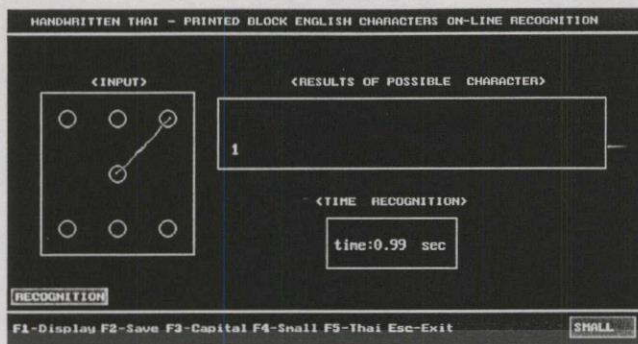 HANDWRITTEN THAI - PRINTED BLOCK ENGLISH CHARACTERS ON-LINE RECOGNITION
<INPUT>
<RESULTS OF POSSIBLE CHARACTER>
1
<TIME RECOGNITION>
time:0.99 sec
RECOGNITION
F1-Display F2-Save F3-Capital F4-Small F5-Thai Esc-Exit
SMALL